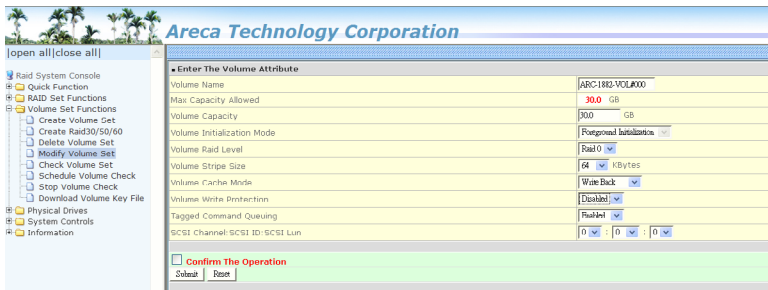 Areca Technology Corporation
|open all|close all|
Raid System Console
Quick Function
RAID Set Functions
Volume Set Functions
Create Volume Set
Create Raid30/50/60
Delete Volume Set
Modify Volume Set
Check Volume Set
Schedule Volume Check
Stop Volume Check
Download Volume Key File
Physical Drives
System Controls
Information
Enter The Volume Attribute
Volume Name ARC-1882-VOL#000
Max Capacity Allowed 30.0 GB
Volume Capacity 30.0 GB
Volume Initialization Mode Foreground Initialization
Volume Raid Level Raid 0
Volume Stripe Size 64 KBytes
Volume Cache Mode Write Back
Volume Write Protection Disabled
Tagged Command Queuing Enabled
SCSI Channel:SCSI ID:SCSI Lun 0 : 0 : 0
Confirm The Operation
Submit Reset